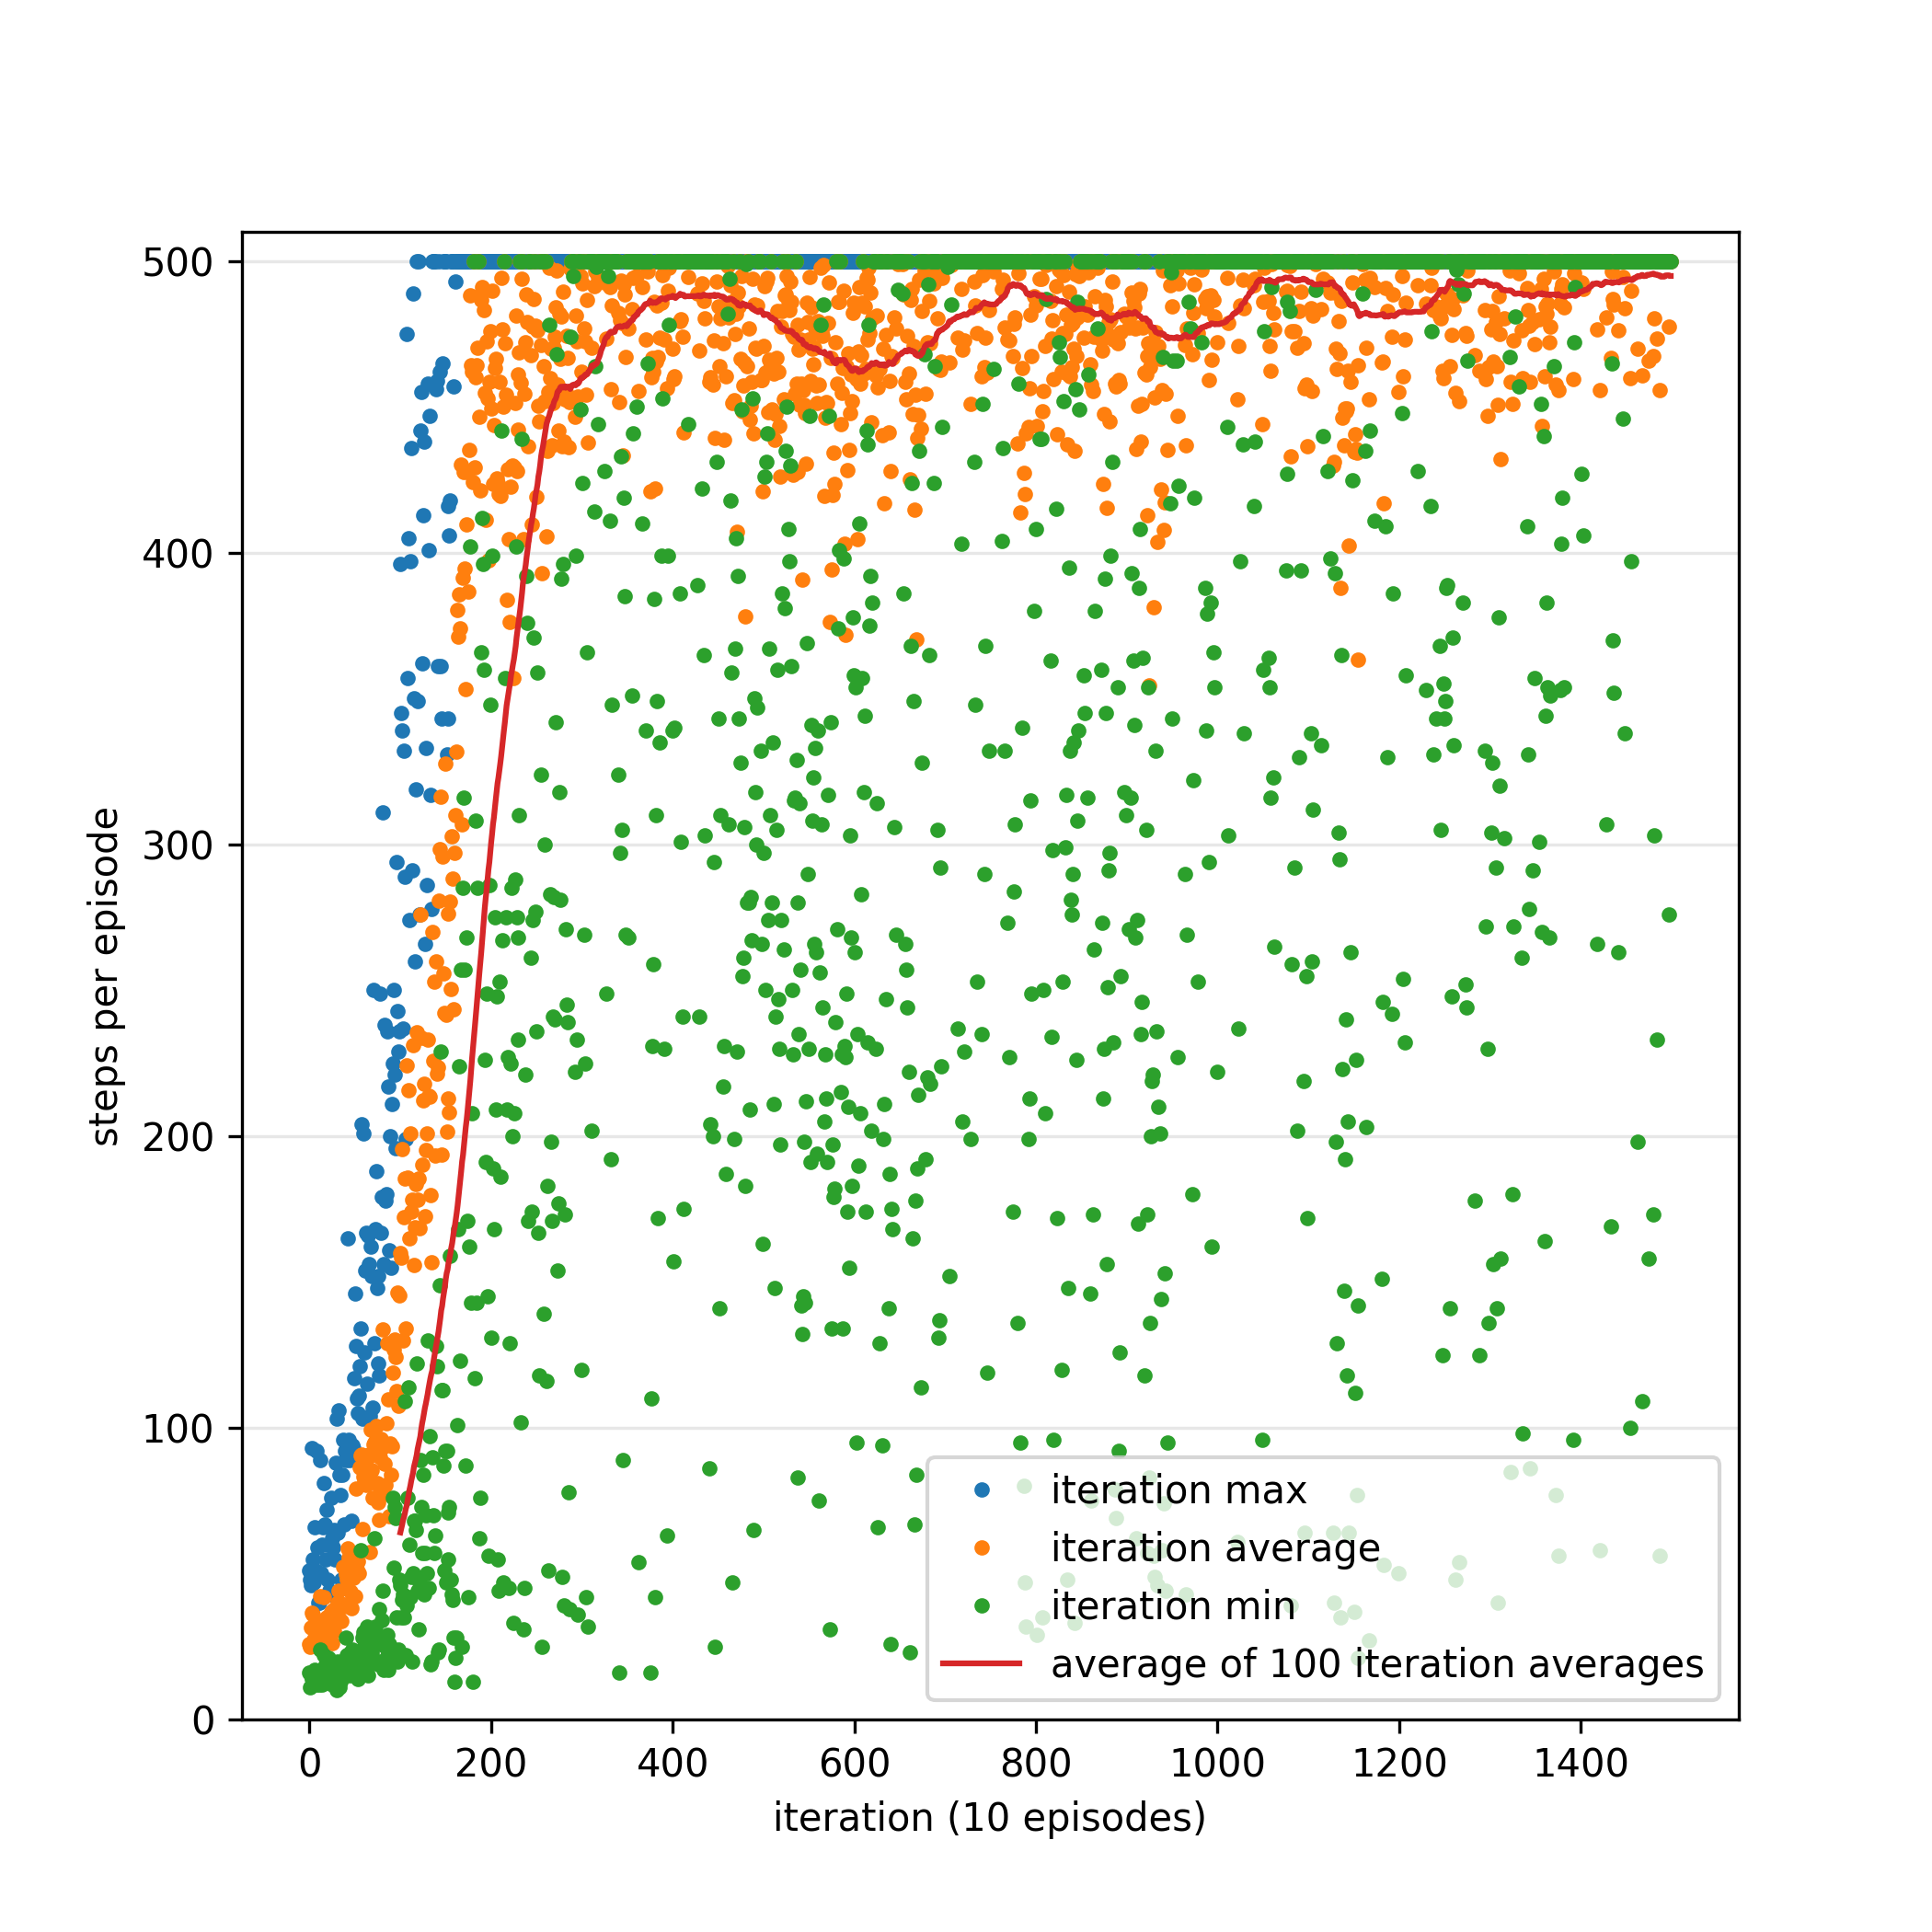 500
400
300
200
100
0
steps per episode
iteration max
iteration average
iteration min
average of 100 iteration averages
0 200 400 600 800 1000 1200 1400
iteration (10 episodes)